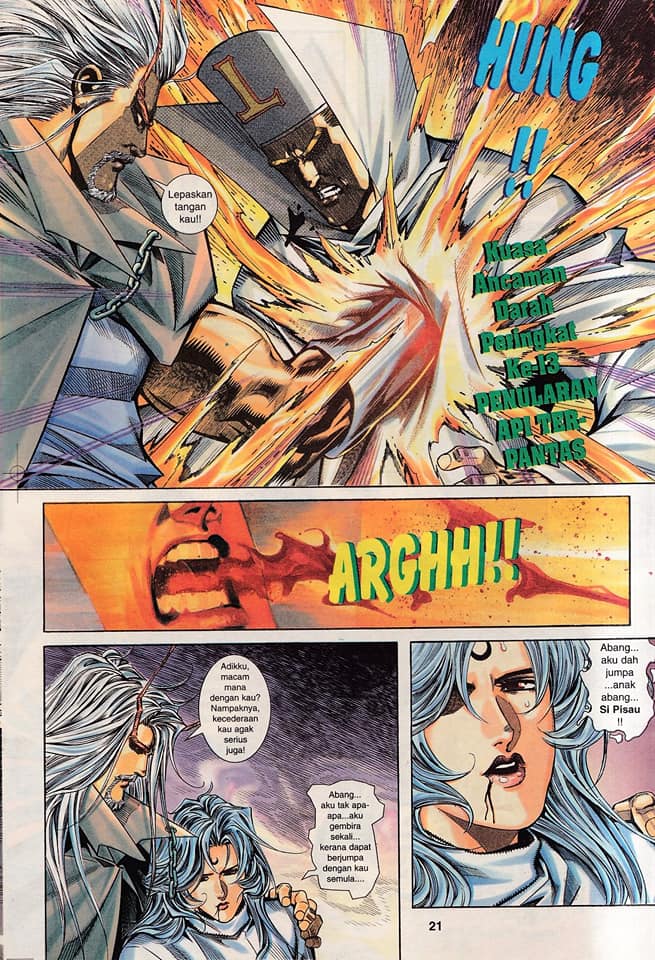 HUNG
!!
Lepaskan
tangan
kau!!
Kuasa
Ancaman
Darah
Peringkat
Ke-13
PENULARAN
API TER-
PANTAS
ARGHH!!
Adikku,
macam
mana
dengan kau?
Nampaknya,
kecederaan
kau agak
serius
juga!
Abang...
aku tak apa-
apa...aku
gembira
sekali...
kerana dapat
berjumpa
dengan kau
semula....
Abang...
aku dah
jumpa
...anak
abang...
Si Pisau
!!
21